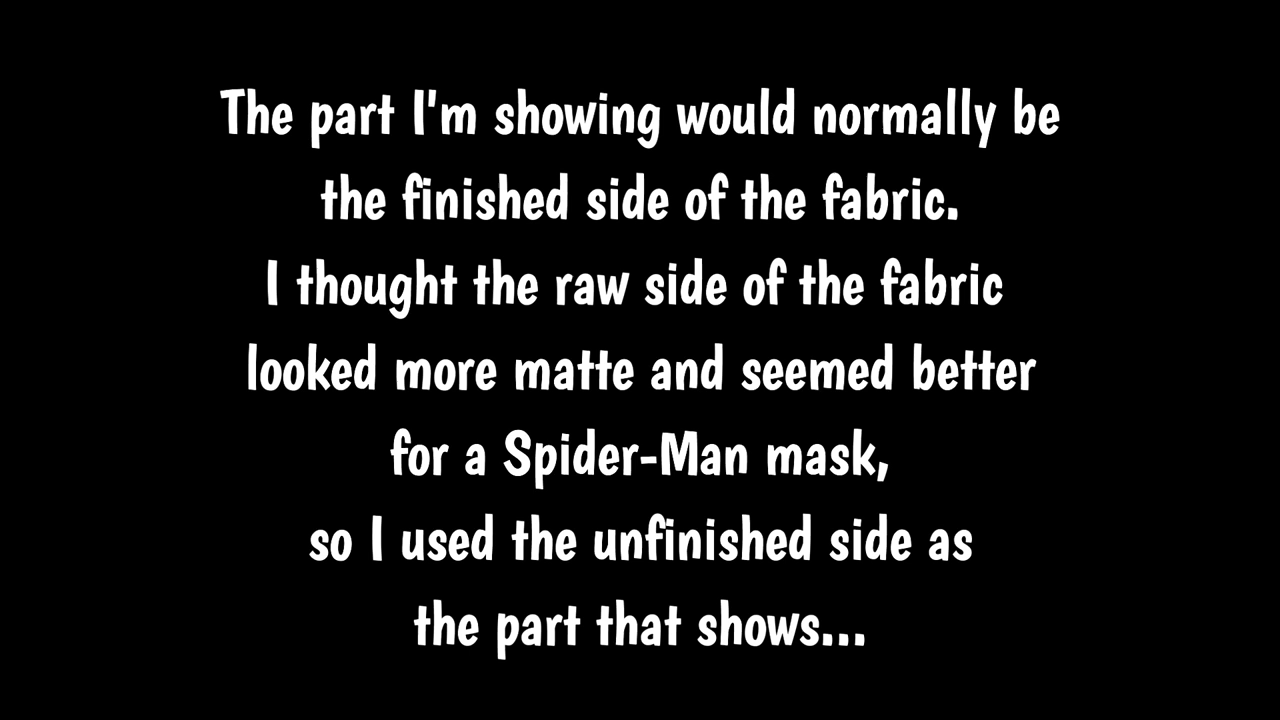 The part I'm showing would normally be
the finished side of the fabric.
I thought the raw side of the fabric
looked more matte and seemed better
for a Spider-Man mask,
so I used the unfinished side as
the part that shows...